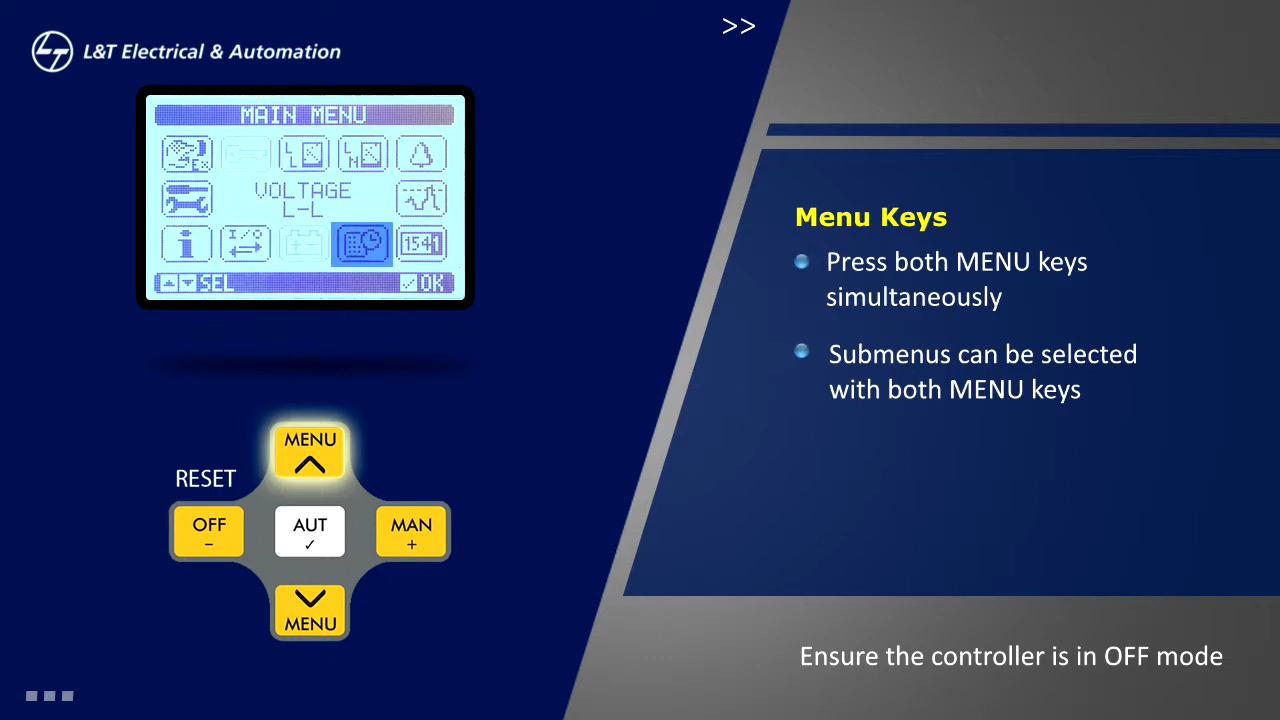 >>
L&T Electrical & Automation
MAIN MENU
L
L
L
N
Ex
VOLTAGE
L-L
I/O
1541
SEL
OK
Menu Keys
Press both MENU keys
simultaneously
Submenus can be selected
with both MENU keys
MENU
RESET
OFF
−
AUT
✓
MAN
+
MENU
Ensure the controller is in OFF mode